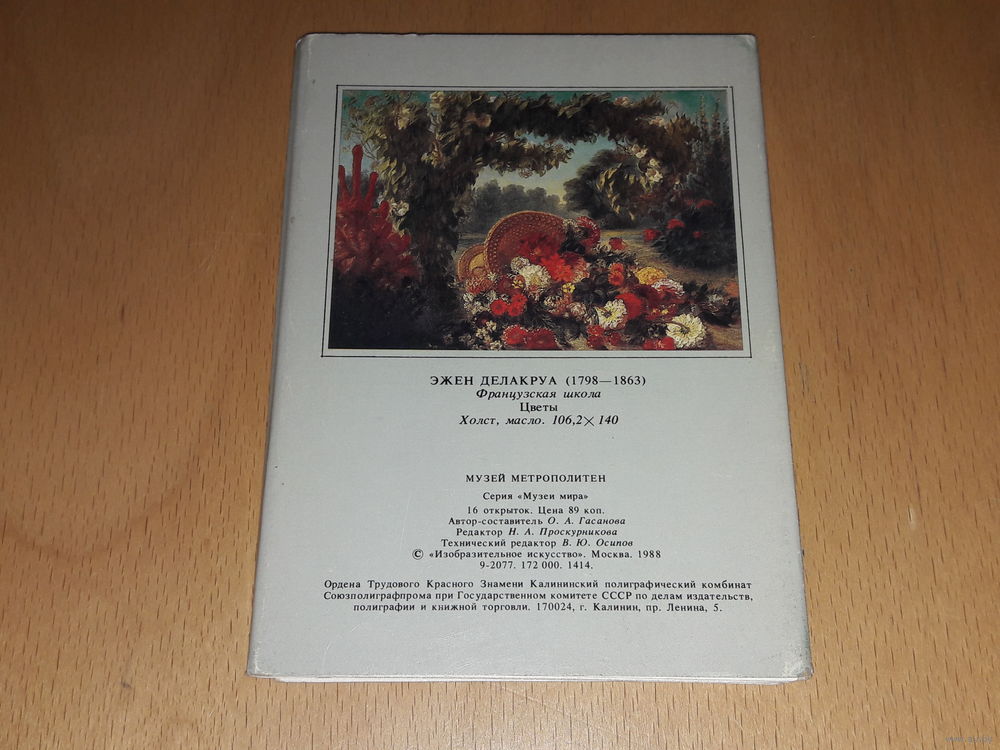 ЭЖЕН ДЕЛАКРУА (1798—1863)
Французская школа
Цветы
Холст, масло. 106,2×140
МУЗЕЙ МЕТРОПОЛИТЕН
Серия «Музеи мира»
16 открыток. Цена 89 коп.
Автор-составитель О. А. Гасанова
Редактор Н. А. Проскурникова
Технический редактор В. Ю. Осипов
© «Изобразительное искусство». Москва. 1988
9-2077. 172 000. 1414.
Ордена Трудового Красного Знамени Калининский полиграфический комбинат
Союзполиграфпрома при Государственном комитете СССР по делам издательств,
полиграфии и книжной торговли. 170024, г. Калинин, пр. Ленина, 5.